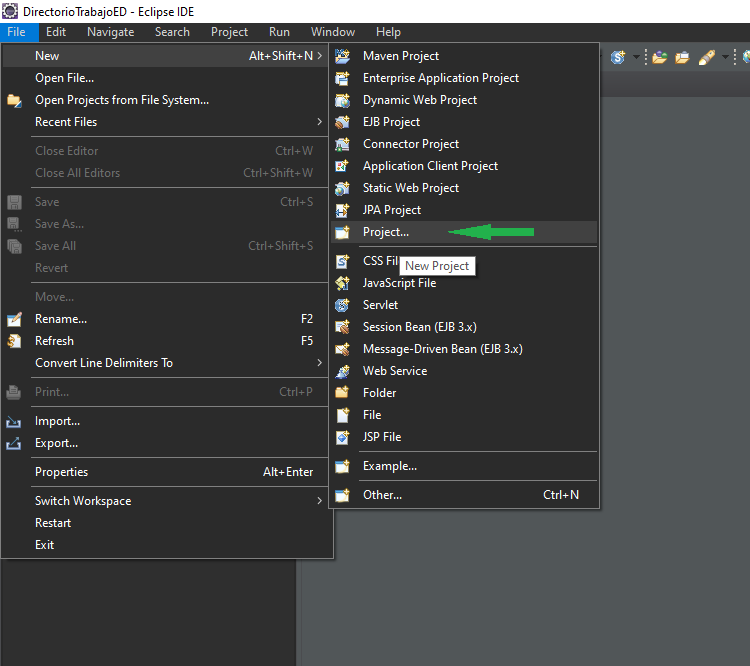 DirectorioTrabajoED - Eclipse IDE
File Edit Navigate Search Project Run Window Help
New Alt+Shift+N
Open File...
Open Projects from File System...
Recent Files
Close Editor Ctrl+W
Close All Editors Ctrl+Shift+W
Save Ctrl+S
Save As...
Save All Ctrl+Shift+S
Revert
Move...
Rename... F2
Refresh F5
Convert Line Delimiters To
Print... Ctrl+P
Import...
Export...
Properties Alt+Enter
Switch Workspace
Restart
Exit
Maven Project
Enterprise Application Project
Dynamic Web Project
EJB Project
Connector Project
Application Client Project
Static Web Project
JPA Project
Project...
CSS Fil
New Project
JavaScript File
Servlet
Session Bean (EJB 3.x)
Message-Driven Bean (EJB 3.x)
Web Service
Folder
File
JSP File
Example...
Other... Ctrl+N